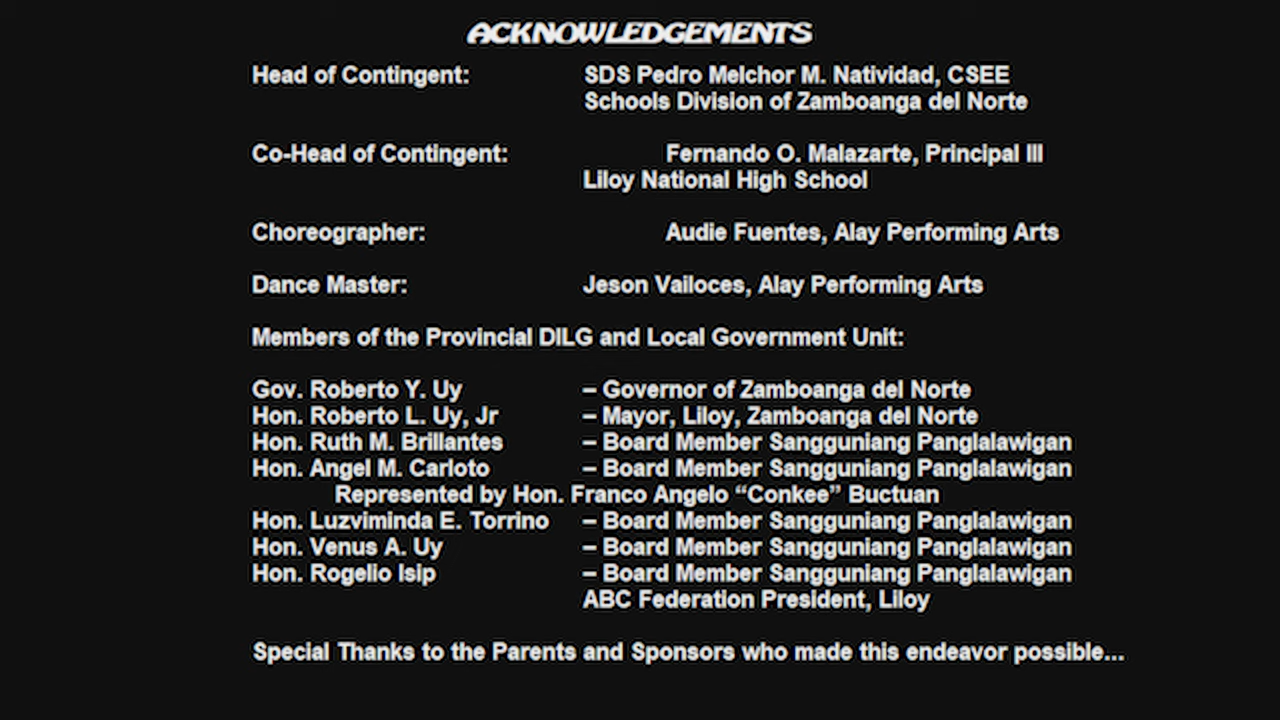 ACKNOWLEDGEMENTS
Head of Contingent: SDS Pedro Melchor M. Natividad, CSEE
Schools Division of Zamboanga del Norte
Co-Head of Contingent: Fernando O. Malazarte, Principal III
Liloy National High School
Choreographer: Audie Fuentes, Alay Performing Arts
Dance Master: Jeson Vailoces, Alay Performing Arts
Members of the Provincial DILG and Local Government Unit:
Gov. Roberto Y. Uy – Governor of Zamboanga del Norte
Hon. Roberto L. Uy, Jr – Mayor, Liloy, Zamboanga del Norte
Hon. Ruth M. Brillantes – Board Member Sangguniang Panglalawigan
Hon. Angel M. Carloto – Board Member Sangguniang Panglalawigan
Represented by Hon. Franco Angelo “Conkee” Buctuan
Hon. Luzviminda E. Torrino – Board Member Sangguniang Panglalawigan
Hon. Venus A. Uy – Board Member Sangguniang Panglalawigan
Hon. Rogelio Isip – Board Member Sangguniang Panglalawigan
ABC Federation President, Liloy
Special Thanks to the Parents and Sponsors who made this endeavor possible...